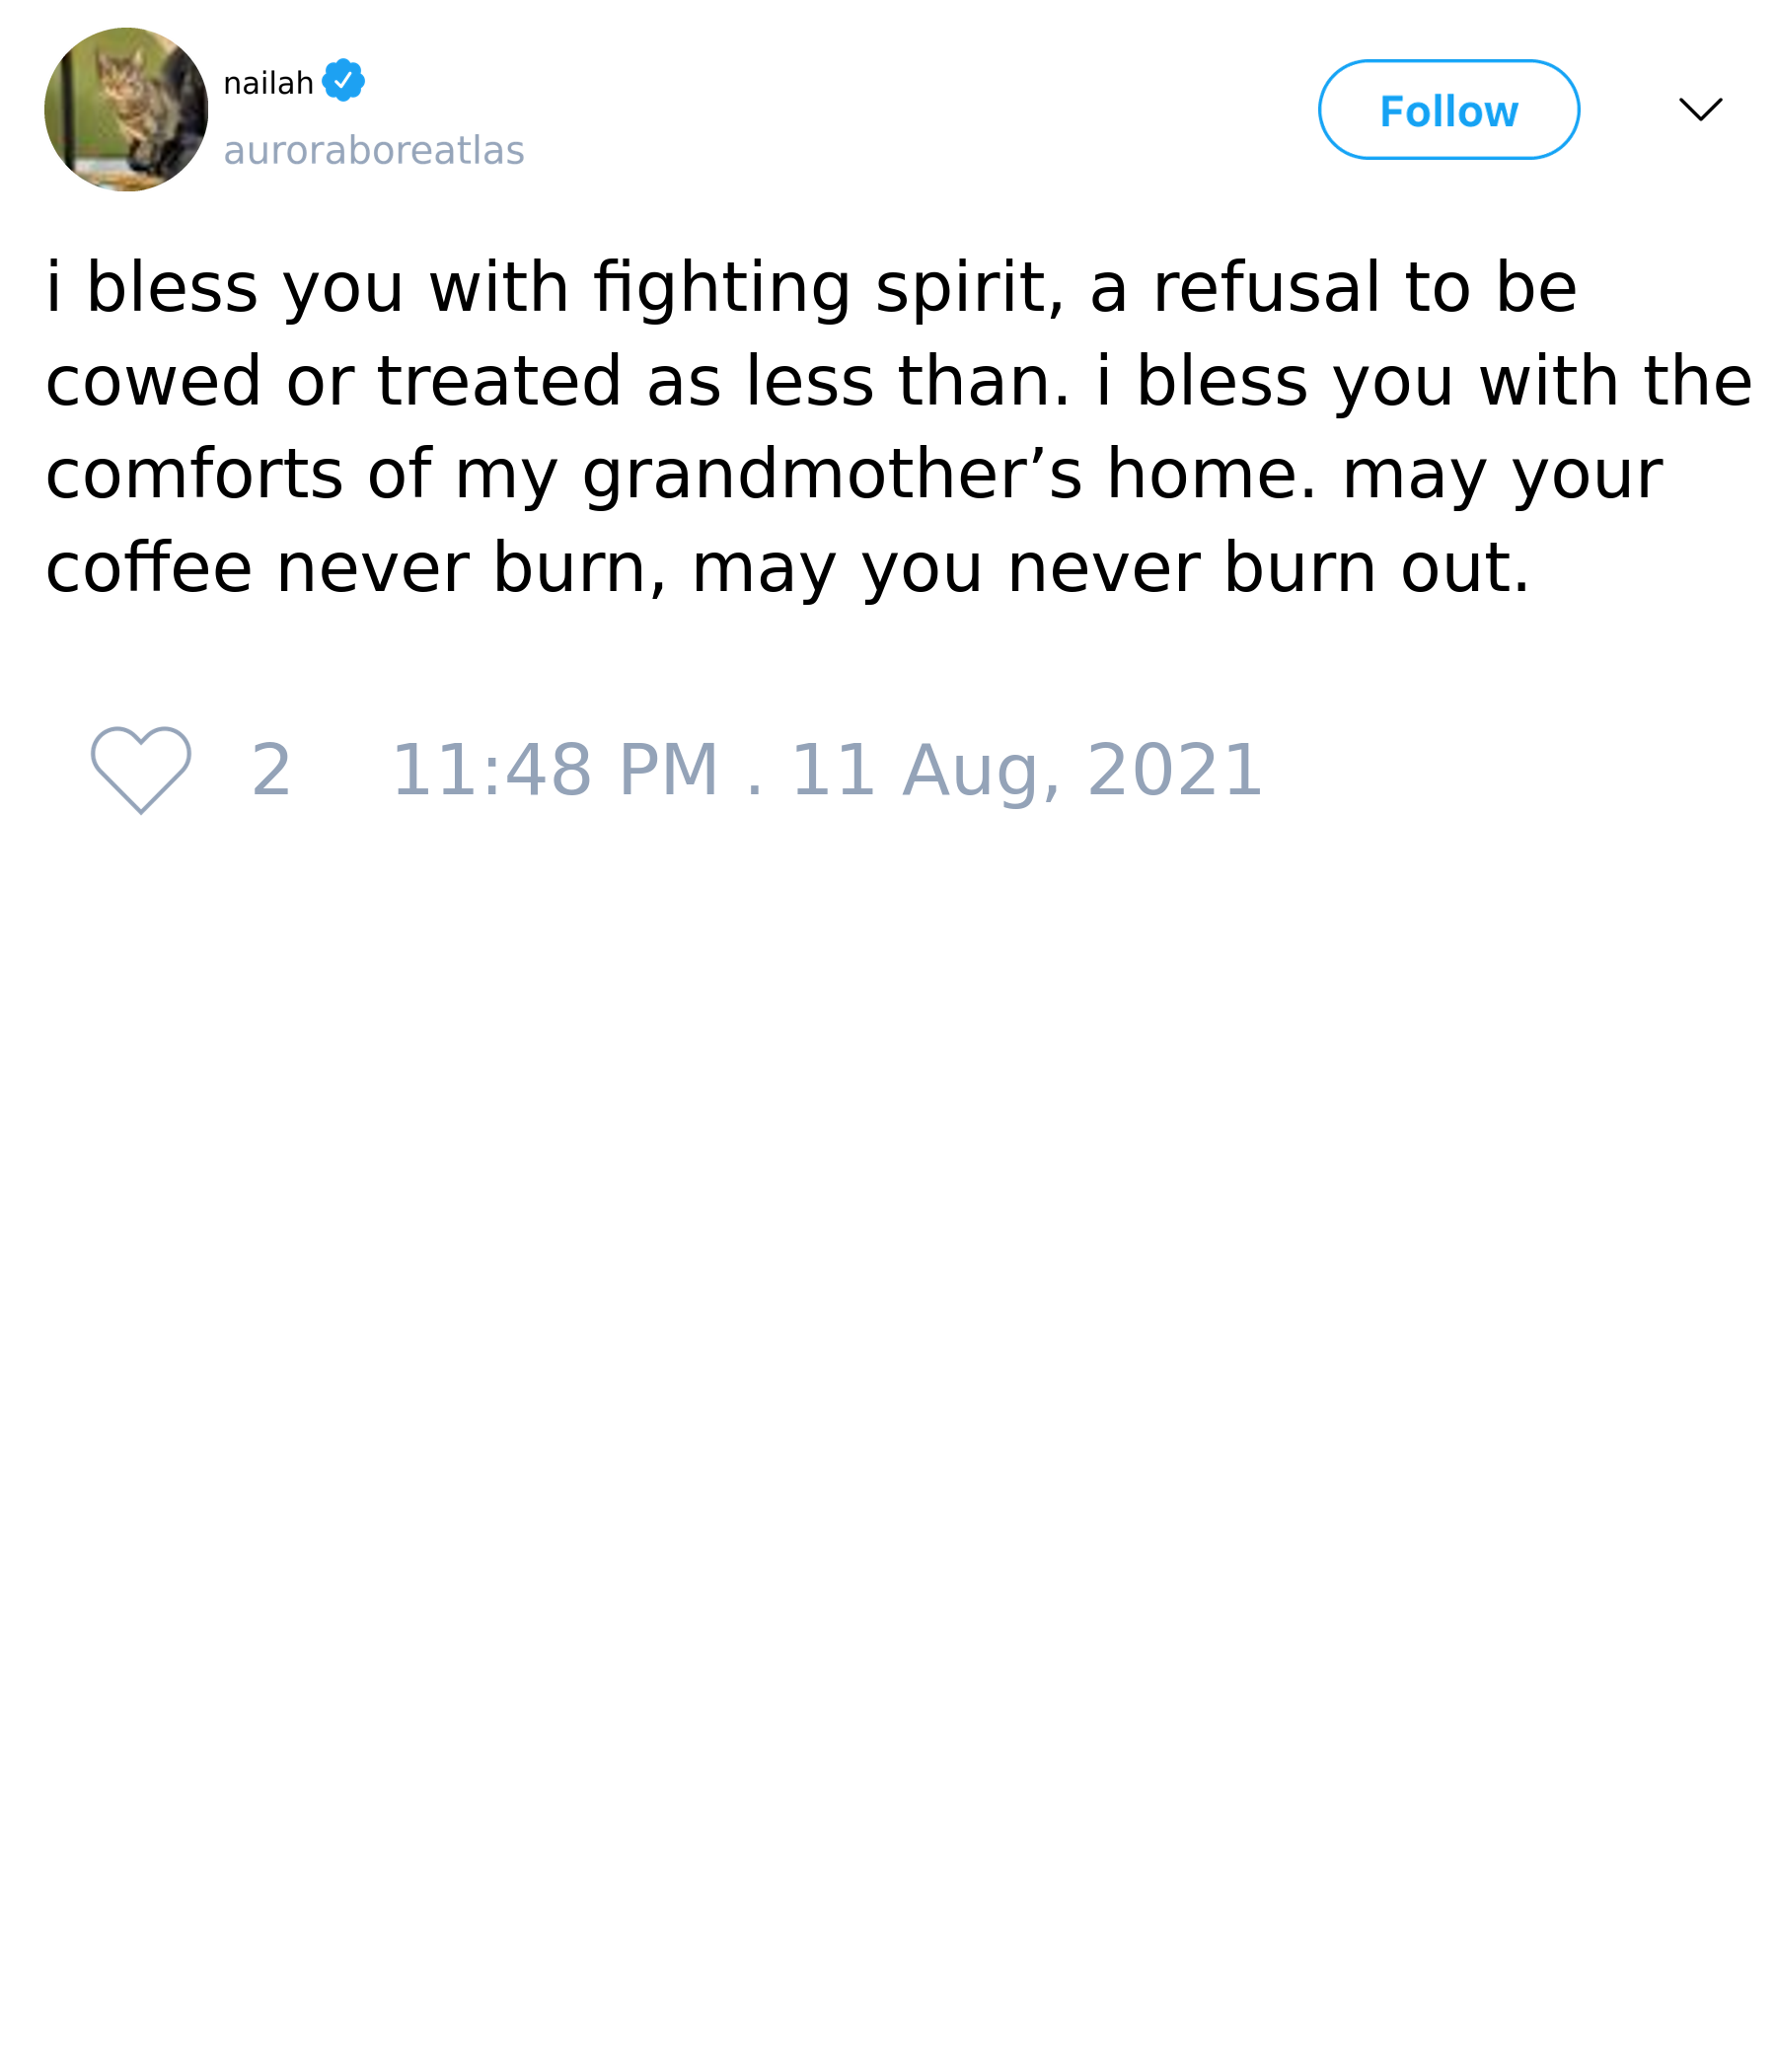 nailah
auroraboreatlas
Follow
i bless you with fighting spirit, a refusal to be
cowed or treated as less than. i bless you with the
comforts of my grandmother’s home. may your
coffee never burn, may you never burn out.
2 11:48 PM . 11 Aug, 2021